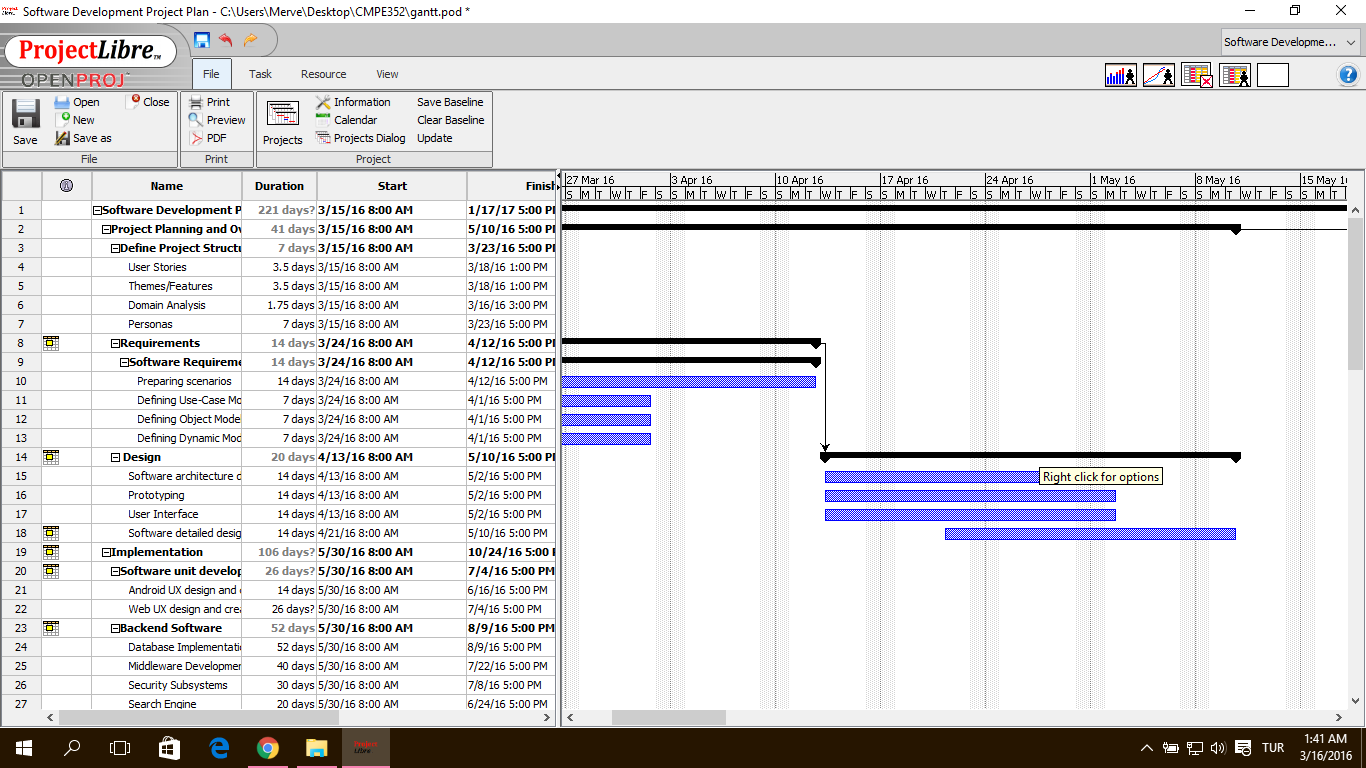 Software Development Project Plan - C:\Users\Merve\Desktop\CMPE352\gantt.pod *
ProjectLibre TM
OPENPROJ
Software Developme...
File Task Resource View
Save
Open
New
Save as
Close
File
Print
Preview
PDF
Print
Projects
Information
Calendar
Projects Dialog
Save Baseline
Clear Baseline
Update
Project
Name Duration Start Finish
27 Mar 16 3 Apr 16 10 Apr 16 17 Apr 16 24 Apr 16 1 May 16 8 May 16 15 May 1
S M T W T F S S M T W T F S S M T W T F S S M T W T F S S M T W T F S S M T W T F S S M T W T F S S M T
1 Software Development P 221 days? 3/15/16 8:00 AM 1/17/17 5:00 P
2 Project Planning and Ov 41 days 3/15/16 8:00 AM 5/10/16 5:00 P
3 Define Project Structu 7 days 3/15/16 8:00 AM 3/23/16 5:00 P
4 User Stories 3.5 days 3/15/16 8:00 AM 3/18/16 1:00 PM
5 Themes/Features 3.5 days 3/15/16 8:00 AM 3/18/16 1:00 PM
6 Domain Analysis 1.75 days 3/15/16 8:00 AM 3/16/16 3:00 PM
7 Personas 7 days 3/15/16 8:00 AM 3/23/16 5:00 PM
8 Requirements 14 days 3/24/16 8:00 AM 4/12/16 5:00 P
9 Software Requireme 14 days 3/24/16 8:00 AM 4/12/16 5:00 P
10 Preparing scenarios 14 days 3/24/16 8:00 AM 4/12/16 5:00 PM
11 Defining Use-Case Mo 7 days 3/24/16 8:00 AM 4/1/16 5:00 PM
12 Defining Object Mode 7 days 3/24/16 8:00 AM 4/1/16 5:00 PM
13 Defining Dynamic Mod 7 days 3/24/16 8:00 AM 4/1/16 5:00 PM
14 Design 20 days 4/13/16 8:00 AM 5/10/16 5:00 P
15 Software architecture d 14 days 4/13/16 8:00 AM 5/2/16 5:00 PM
Right click for options
16 Prototyping 14 days 4/13/16 8:00 AM 5/2/16 5:00 PM
17 User Interface 14 days 4/13/16 8:00 AM 5/2/16 5:00 PM
18 Software detailed desig 14 days 4/21/16 8:00 AM 5/10/16 5:00 PM
19 Implementation 106 days? 5/30/16 8:00 AM 10/24/16 5:00
20 Software unit develop 26 days? 5/30/16 8:00 AM 7/4/16 5:00 PM
21 Android UX design and 14 days 5/30/16 8:00 AM 6/16/16 5:00 PM
22 Web UX design and crea 26 days? 5/30/16 8:00 AM 7/4/16 5:00 PM
23 Backend Software 52 days 5/30/16 8:00 AM 8/9/16 5:00 PM
24 Database Implementati 52 days 5/30/16 8:00 AM 8/9/16 5:00 PM
25 Middleware Developmer 40 days 5/30/16 8:00 AM 7/22/16 5:00 PM
26 Security Subsystems 30 days 5/30/16 8:00 AM 7/8/16 5:00 PM
27 Search Engine 20 days 5/30/16 8:00 AM 6/24/16 5:00 PM
ProjectLibre
TUR
1:41 AM
3/16/2016